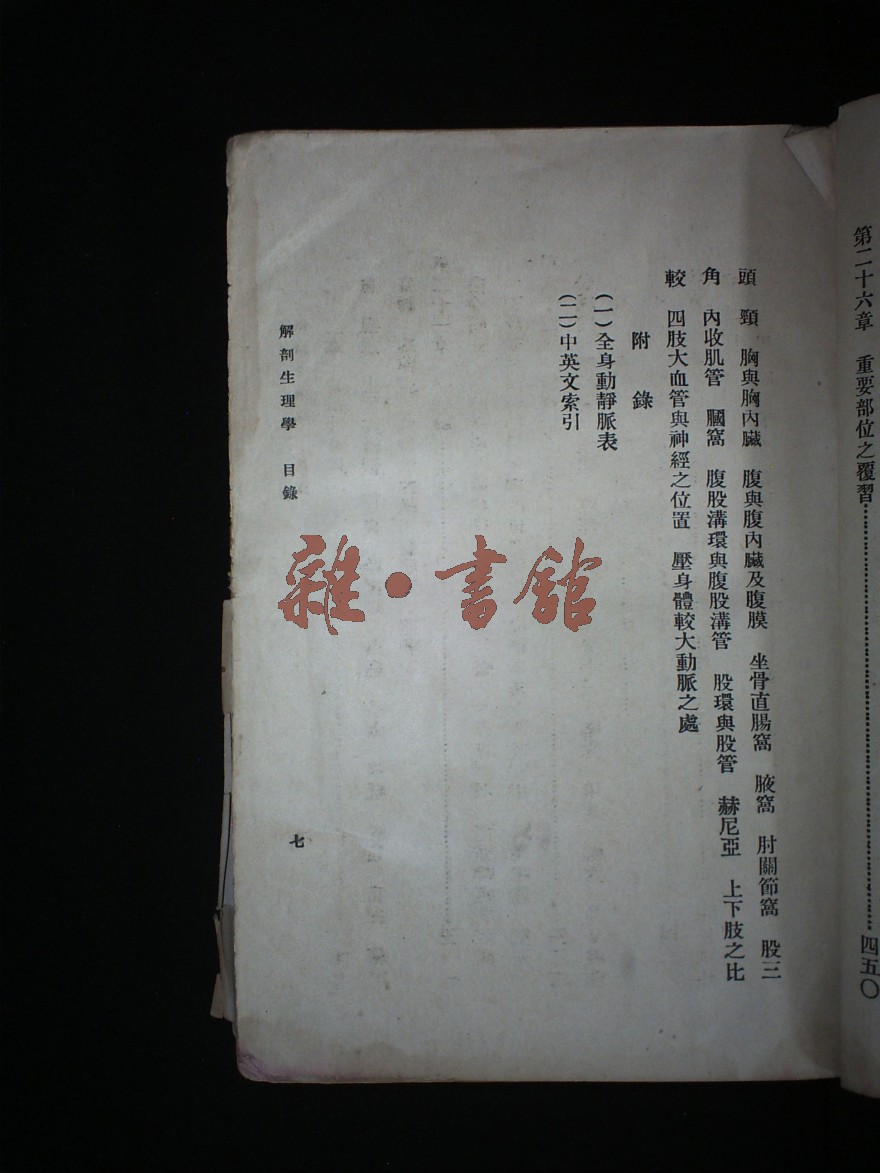 第二十六章　重要部位之覆習……四五〇
頭　頸　胸與胸內臟　腹與腹內臟及腹膜　坐骨直腸窩　腋窩　肘關節窩　股三
角　內收肌管　膕窩　腹股溝環與腹股溝管　股環與股管　赫尼亞　上下肢之比
較　四肢大血管與神經之位置　壓身體較大動脈之處
附　錄
(一)全身動靜脈表
(二)中英文索引
解剖生理學　目錄
七
雜・書館